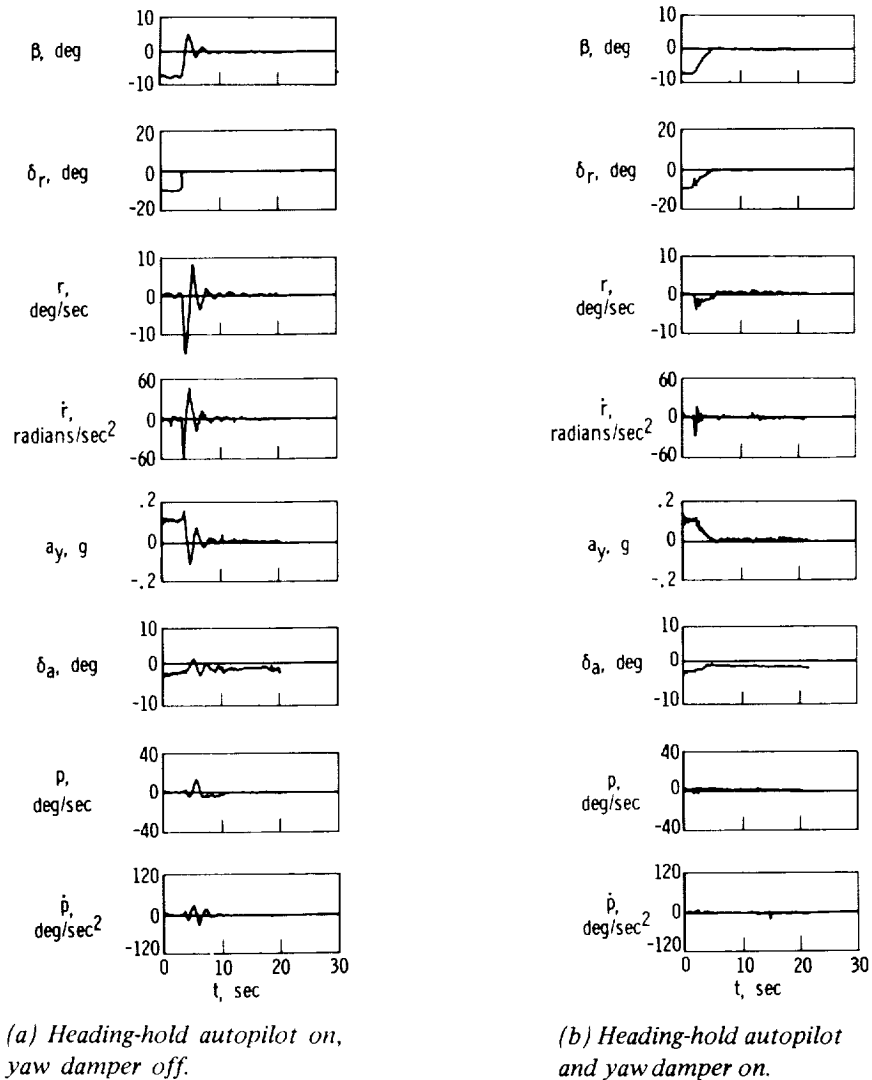 10
β, deg 0
-10
20
δr, deg 0
-20
10
r,
deg/sec
0
-10
60
ṙ,
radians/sec²
0
-60
.2
ay, g 0
-.2
10
δa, deg 0
-10
40
p,
deg/sec
0
-40
120
ṗ,
deg/sec²
0
-120
0 10 20 30
t, sec
(a) Heading-hold autopilot on,
yaw damper off.
10
β, deg 0
-10
20
δr, deg 0
-20
10
r,
deg/sec
0
-10
60
ṙ,
radians/sec²
0
-60
.2
ay, g 0
-.2
10
δa, deg 0
-10
40
p,
deg/sec
0
-40
120
ṗ,
deg/sec²
0
-120
0 10 20 30
t, sec
(b) Heading-hold autopilot
and yaw damper on.